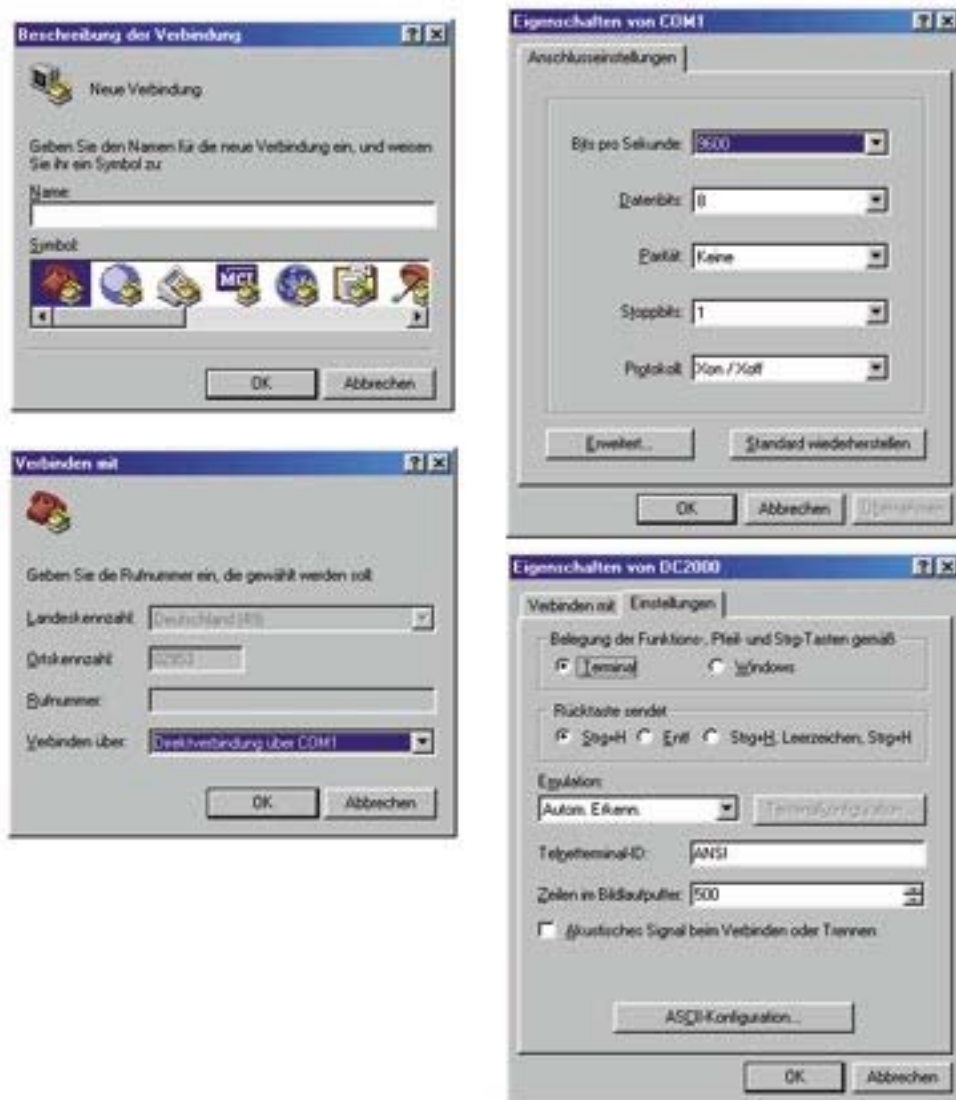 Beschreibung der Verbindung
Neue Verbindung
Geben Sie den Namen für die neue Verbindung ein, und weisen
Sie ihr ein Symbol zu:
Name:
Symbol:
MCI
OK
Abbrechen
Verbinden mit
Geben Sie die Rufnummer ein, die gewählt werden soll:
Landeskennzahl:
Deutschland (49)
Ortskennzahl:
Rufnummer:
Verbinden über:
Direktverbindung über COM1
OK
Abbrechen
Eigenschaften von COM1
Anschlusseinstellungen
Bits pro Sekunde:
9600
Datenbits:
8
Parität:
Keine
Stoppbits:
1
Protokoll:
Xon / Xoff
Erweitert...
Standard wiederherstellen
OK
Abbrechen
Übernehmen
Eigenschaften von DC2000
Verbinden mit
Einstellungen
Belegung der Funktions-, Pfeil- und Strg-Tasten gemäß
Terminal
Windows
Rücktaste sendet
Strg+H
Entf
Strg+H, Leerzeichen, Strg+H
Emulation:
Autom. Erkenn.
Terminalkonfiguration...
Telnetterminal-ID:
ANSI
Zeilen im Bildlaufpuffer:
500
Akustisches Signal beim Verbinden oder Trennen
ASCII-Konfiguration...
OK
Abbrechen